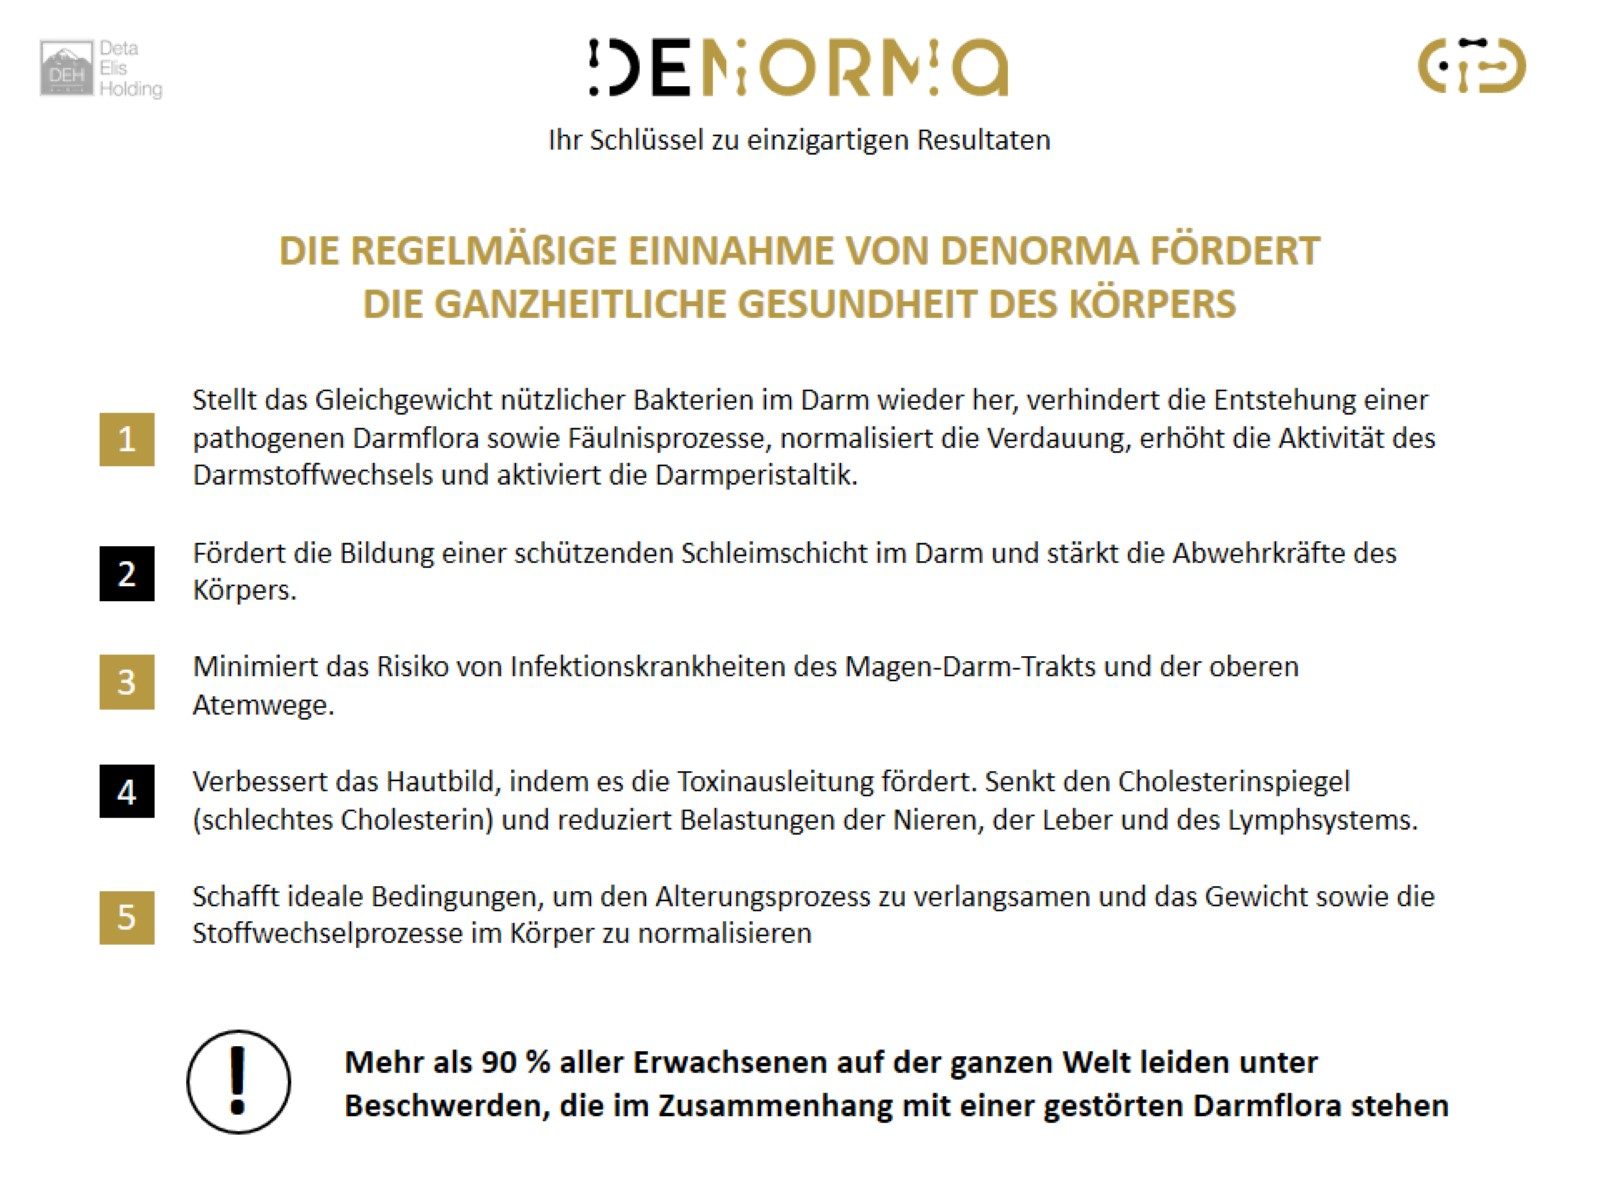 Deta
Elis
Holding
DEH
DENORMA
Ihr Schlüssel zu einzigartigen Resultaten
DIE REGELMÄßIGE EINNAHME VON DENORMA FÖRDERT
DIE GANZHEITLICHE GESUNDHEIT DES KÖRPERS
1
Stellt das Gleichgewicht nützlicher Bakterien im Darm wieder her, verhindert die Entstehung einer
pathogenen Darmflora sowie Fäulnisprozesse, normalisiert die Verdauung, erhöht die Aktivität des
Darmstoffwechsels und aktiviert die Darmperistaltik.
2
Fördert die Bildung einer schützenden Schleimschicht im Darm und stärkt die Abwehrkräfte des
Körpers.
3
Minimiert das Risiko von Infektionskrankheiten des Magen-Darm-Trakts und der oberen
Atemwege.
4
Verbessert das Hautbild, indem es die Toxinausleitung fördert. Senkt den Cholesterinspiegel
(schlechtes Cholesterin) und reduziert Belastungen der Nieren, der Leber und des Lymphsystems.
5
Schafft ideale Bedingungen, um den Alterungsprozess zu verlangsamen und das Gewicht sowie die
Stoffwechselprozesse im Körper zu normalisieren
!
Mehr als 90 % aller Erwachsenen auf der ganzen Welt leiden unter
Beschwerden, die im Zusammenhang mit einer gestörten Darmflora stehen